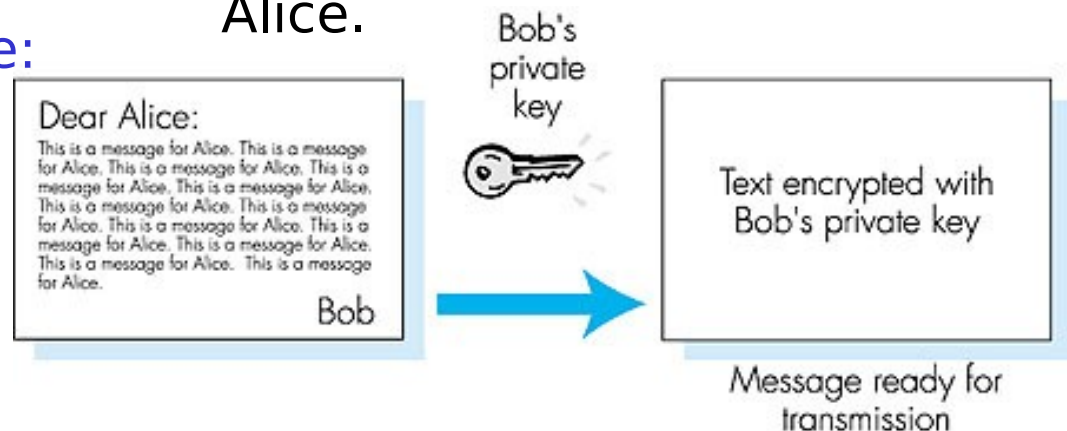 Alice.
e:
Bob's
private
key
Dear Alice:
This is a message for Alice. This is a message
for Alice. This is a message for Alice. This is a
message for Alice. This is a message for Alice.
This is a message for Alice. This is a message
for Alice. This is a message for Alice. This is a
message for Alice. This is a message for Alice.
This is a message for Alice. This is a message
for Alice.
Bob
Text encrypted with
Bob's private key
Message ready for
transmission